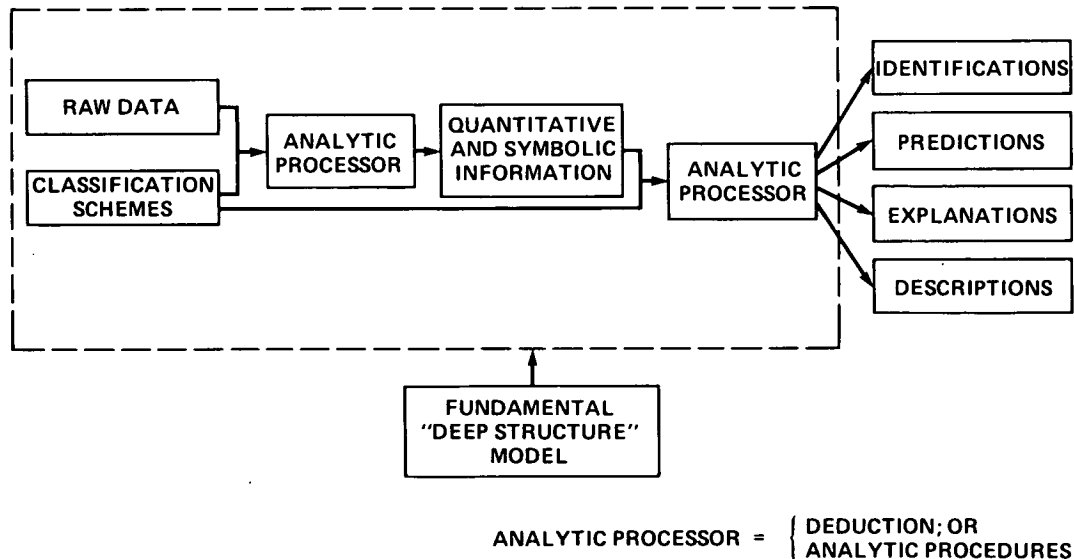 RAW DATA
CLASSIFICATION
SCHEMES
ANALYTIC
PROCESSOR
QUANTITATIVE
AND SYMBOLIC
INFORMATION
ANALYTIC
PROCESSOR
IDENTIFICATIONS
PREDICTIONS
EXPLANATIONS
DESCRIPTIONS
FUNDAMENTAL
"DEEP STRUCTURE"
MODEL
ANALYTIC PROCESSOR = { DEDUCTION; OR
ANALYTIC PROCEDURES